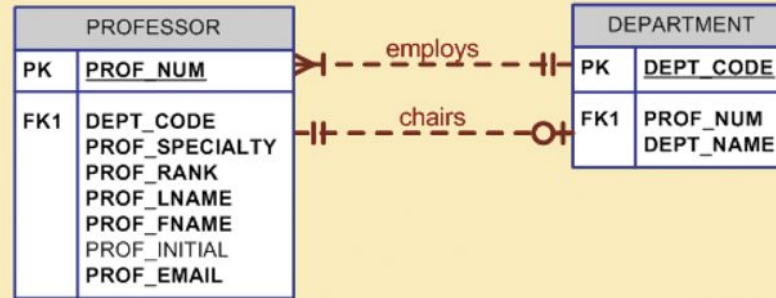 PROFESSOR
PK PROF_NUM
FK1 DEPT_CODE
PROF_SPECIALTY
PROF_RANK
PROF_LNAME
PROF_FNAME
PROF_INITIAL
PROF_EMAIL
employs
chairs
DEPARTMENT
PK DEPT_CODE
FK1 PROF_NUM
DEPT_NAME